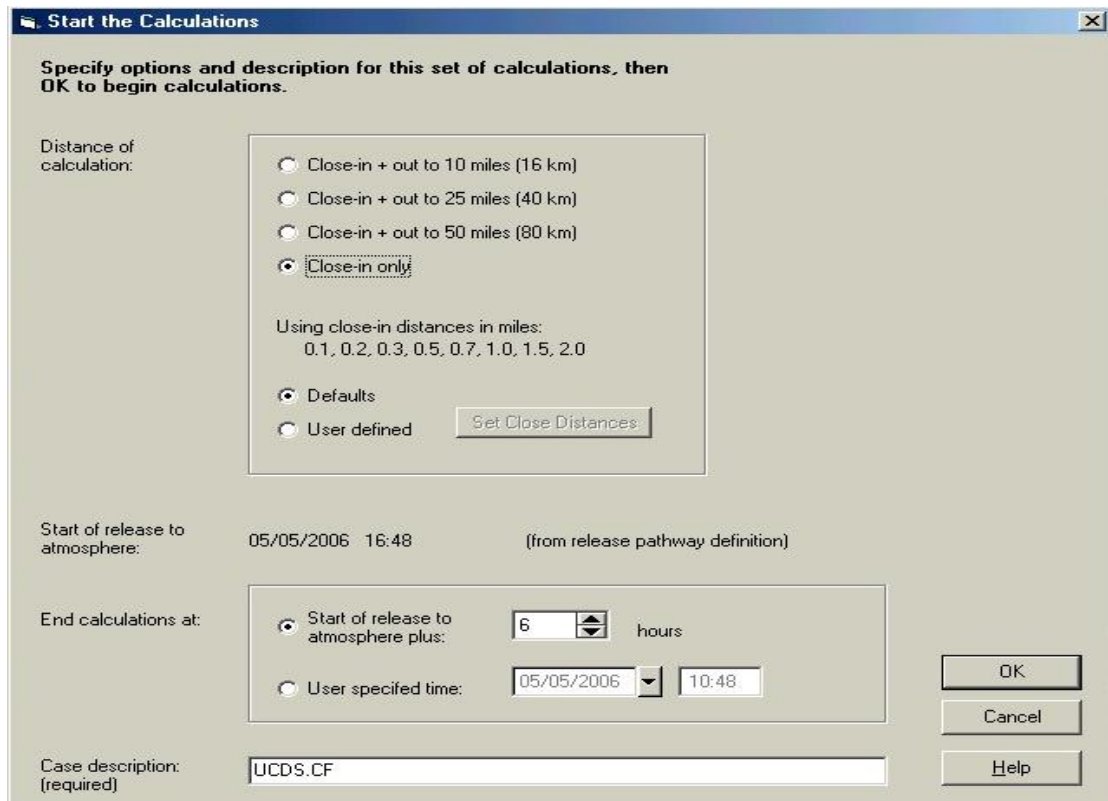 Start the Calculations
Specify options and description for this set of calculations, then
OK to begin calculations.
Distance of
calculation:
Close-in + out to 10 miles (16 km)
Close-in + out to 25 miles (40 km)
Close-in + out to 50 miles (80 km)
Close-in only
Using close-in distances in miles:
0.1, 0.2, 0.3, 0.5, 0.7, 1.0, 1.5, 2.0
Defaults
User defined
Set Close Distances
Start of release to
atmosphere:
05/05/2006 16:48
(from release pathway definition)
End calculations at:
Start of release to
atmosphere plus:
6
hours
User specifed time:
05/05/2006
10:48
OK
Cancel
Case description:
(required)
UCDS.CF
Help